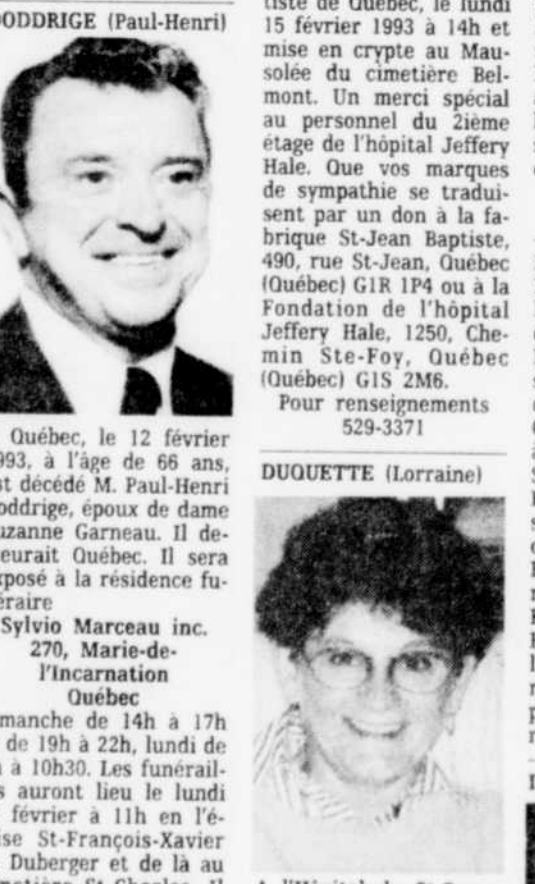 ODDRIGE (Paul-Henri)
Québec, le 12 février
993, à l'âge de 66 ans,
st décédé M. Paul-Henri
oddrige, époux de dame
uzanne Garneau. Il de-
eurait Québec. Il sera
xposé à la résidence fu-
éraire
Sylvio Marceau inc.
270, Marie-de-
l'Incarnation
Québec
manche de 14h à 17h
de 19h à 22h, lundi de
à 10h30. Les funérail-
s auront lieu le lundi
février à 11h en l'é-
ise St-François-Xavier
Duberger et de là au
tiste de Québec, le lundi
15 février 1993 à 14h et
mise en crypte au Mau-
solée du cimetière Bel-
mont. Un merci spécial
au personnel du 2ième
étage de l'hôpital Jeffery
Hale. Que vos marques
de sympathie se tradui-
sent par un don à la fa-
brique St-Jean Baptiste,
490, rue St-Jean, Québec
(Québec) G1R 1P4 ou à la
Fondation de l'hôpital
Jeffery Hale, 1250, Che-
min Ste-Foy, Québec
(Québec) G1S 2M6.
Pour renseignements
529-3371
DUQUETTE (Lorraine)